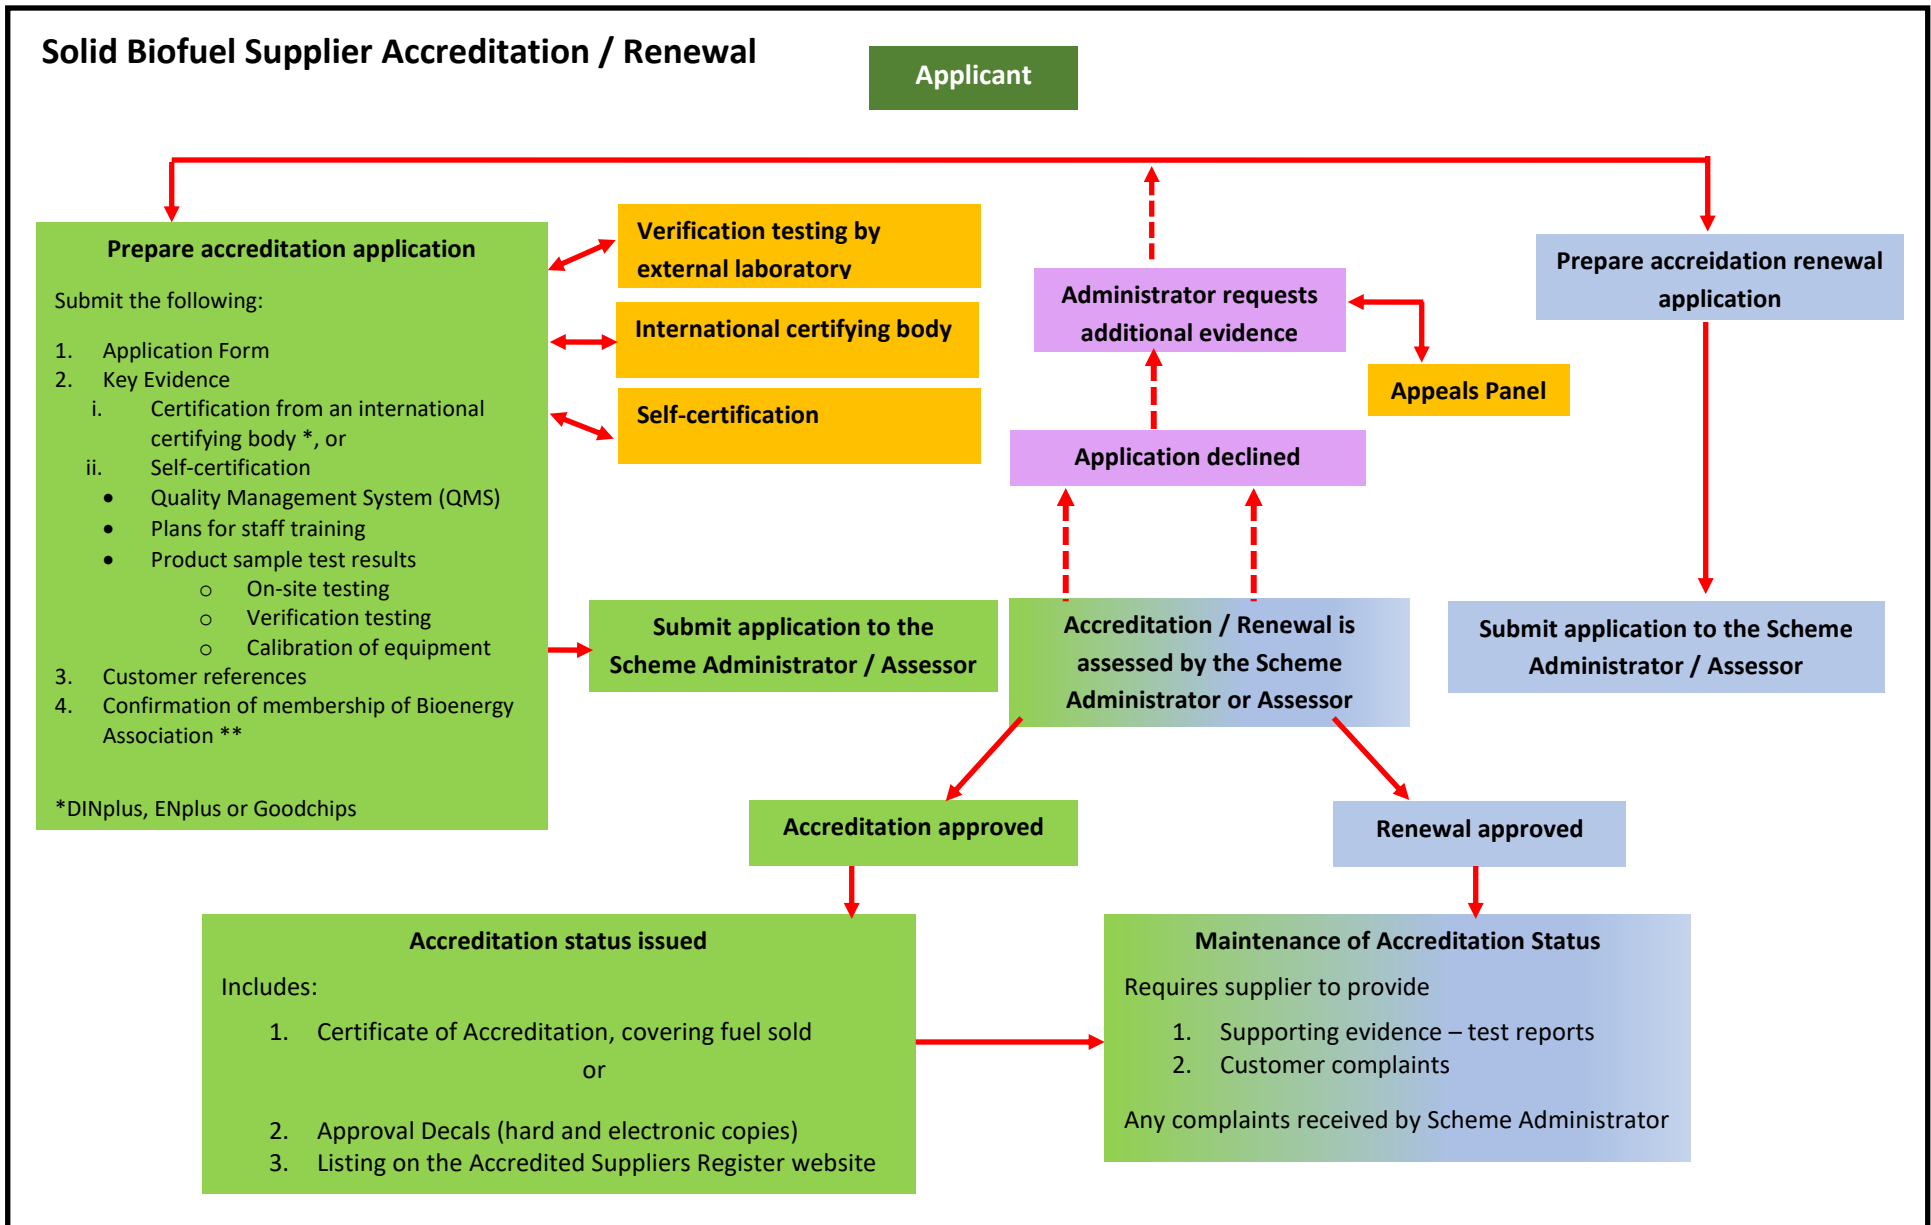 Solid Biofuel Supplier Accreditation / Renewal
Applicant
Prepare accreditation application
Submit the following:
1. Application Form
2. Key Evidence
i. Certification from an international
certifying body *, or
ii. Self-certification
• Quality Management System (QMS)
• Plans for staff training
• Product sample test results
o On-site testing
o Verification testing
o Calibration of equipment
3. Customer references
4. Confirmation of membership of Bioenergy
Association **
*DINplus, ENplus or Goodchips
Verification testing by
external laboratory
International certifying body
Self-certification
Administrator requests
additional evidence
Appeals Panel
Application declined
Prepare accreidation renewal
application
Submit application to the
Scheme Administrator / Assessor
Accreditation / Renewal is
assessed by the Scheme
Administrator or Assessor
Submit application to the Scheme
Administrator / Assessor
Accreditation approved
Renewal approved
Accreditation status issued
Includes:
1. Certificate of Accreditation, covering fuel sold
or
2. Approval Decals (hard and electronic copies)
3. Listing on the Accredited Suppliers Register website
Maintenance of Accreditation Status
Requires supplier to provide
1. Supporting evidence – test reports
2. Customer complaints
Any complaints received by Scheme Administrator